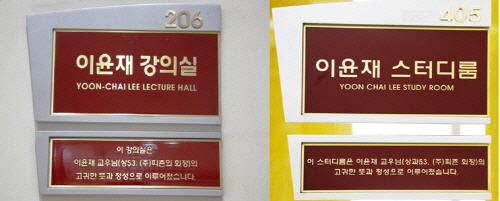 206
이윤재 강의실
YOON-CHAI LEE LECTURE HALL
이 강의실은
이윤재 교우님(상53. (주)피죤의 회장)의
고귀한 뜻과 정성으로 이루어졌습니다.
405
이윤재 스터디룸
YOON CHAI LEE STUDY ROOM
이 스터디룸은 이윤재 교우님(상과53. (주)피죤 회장)의
고귀한 뜻과 정성으로 이루어졌습니다.